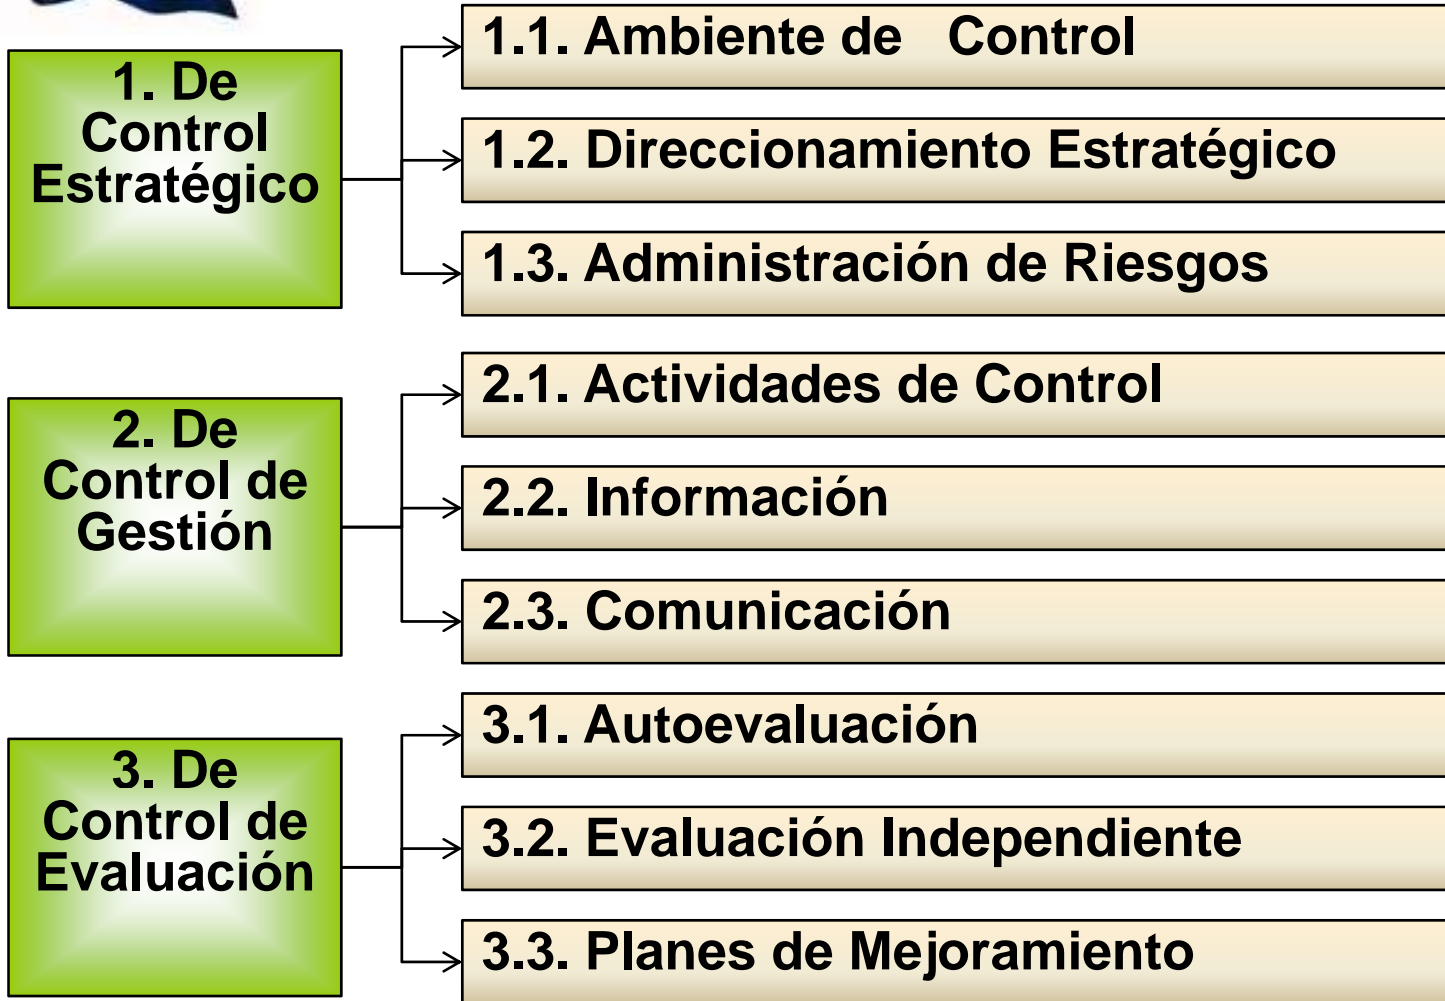 1. De
Control
Estratégico
1.1. Ambiente de   Control
1.2. Direccionamiento Estratégico
1.3. Administración de Riesgos
2. De
Control de
Gestión
2.1. Actividades de Control
2.2. Información
2.3. Comunicación
3. De
Control de
Evaluación
3.1. Autoevaluación
3.2. Evaluación Independiente
3.3. Planes de Mejoramiento